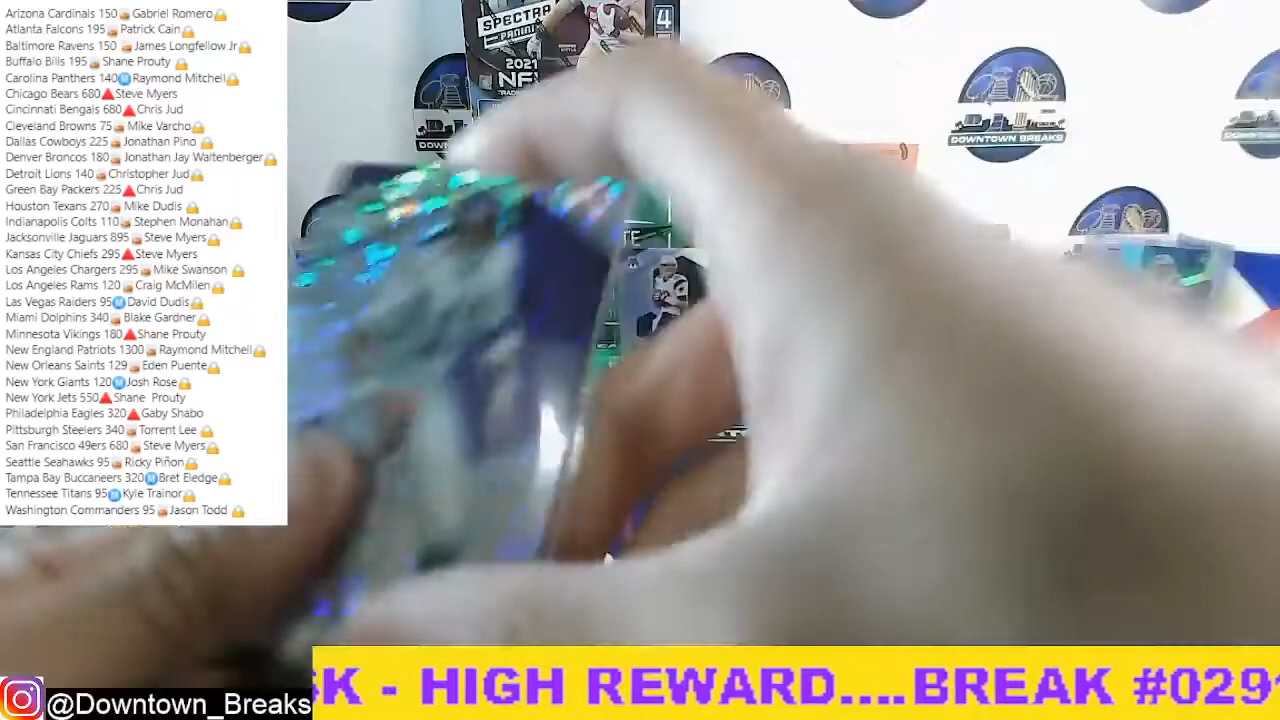 Arizona Cardinals 150 Gabriel Romero
Atlanta Falcons 195 Patrick Cain
Baltimore Ravens 150 James Longfellow Jr
Buffalo Bills 195 Shane Prouty
Carolina Panthers 140 M Raymond Mitchell
Chicago Bears 680 Steve Myers
Cincinnati Bengals 680 Chris Jud
Cleveland Browns 75 Mike Varcho
Dallas Cowboys 225 Jonathan Pino
Denver Broncos 180 Jonathan Jay Waltenberger
Detroit Lions 140 Christopher Jud
Green Bay Packers 225 Chris Jud
Houston Texans 270 Mike Dudis
Indianapolis Colts 110 Stephen Monahan
Jacksonville Jaguars 895 Steve Myers
Kansas City Chiefs 295 Steve Myers
Los Angeles Chargers 295 Mike Swanson
Los Angeles Rams 120 Craig McMilen
Las Vegas Raiders 95 M David Dudis
Miami Dolphins 340 Blake Gardner
Minnesota Vikings 180 Shane Prouty
New England Patriots 1300 Raymond Mitchell
New Orleans Saints 129 Eden Puente
New York Giants 120 M Josh Rose
New York Jets 550 Shane Prouty
Philadelphia Eagles 320 Gaby Shabo
Pittsburgh Steelers 340 Torrent Lee
San Francisco 49ers 680 Steve Myers
Seattle Seahawks 95 Ricky Piñon
Tampa Bay Buccaneers 320 M Bret Eledge
Tennessee Titans 95 M Kyle Trainor
Washington Commanders 95 Jason Todd
SPECTRA
PANINI
4
2021
NF
DOWNTOWN BREAKS
DOWNTOWN BREAKS
SK - HIGH REWARD....BREAK #029
@Downtown_Breaks